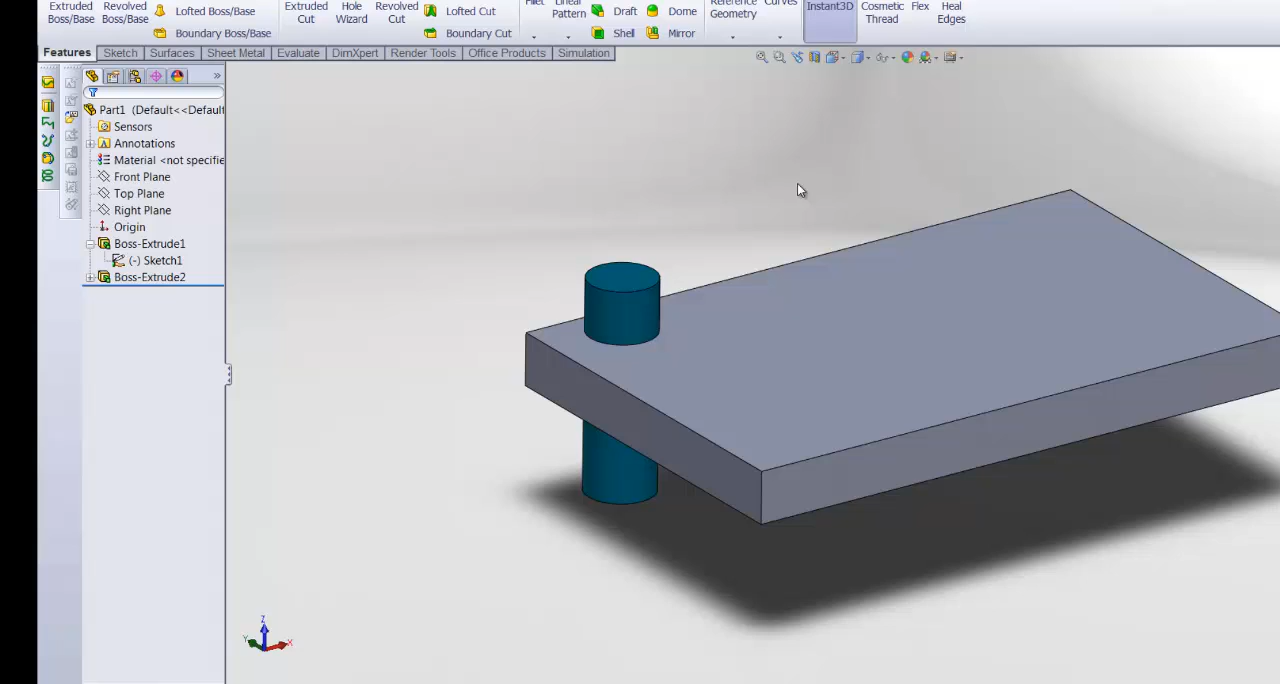 Extruded Boss/Base
Revolved Boss/Base
Lofted Boss/Base
Boundary Boss/Base
Extruded Cut
Hole Wizard
Revolved Cut
Lofted Cut
Boundary Cut
Fillet
Linear Pattern
Draft
Shell
Dome
Mirror
Reference Geometry
Curves
Instant3D
Cosmetic Thread
Flex
Heal Edges
Features
Sketch
Surfaces
Sheet Metal
Evaluate
DimXpert
Render Tools
Office Products
Simulation
»
Part1 (Default<<Defaul
Sensors
Annotations
Material <not specifie
Front Plane
Top Plane
Right Plane
Origin
Boss-Extrude1
(-) Sketch1
Boss-Extrude2
Z
Y
X